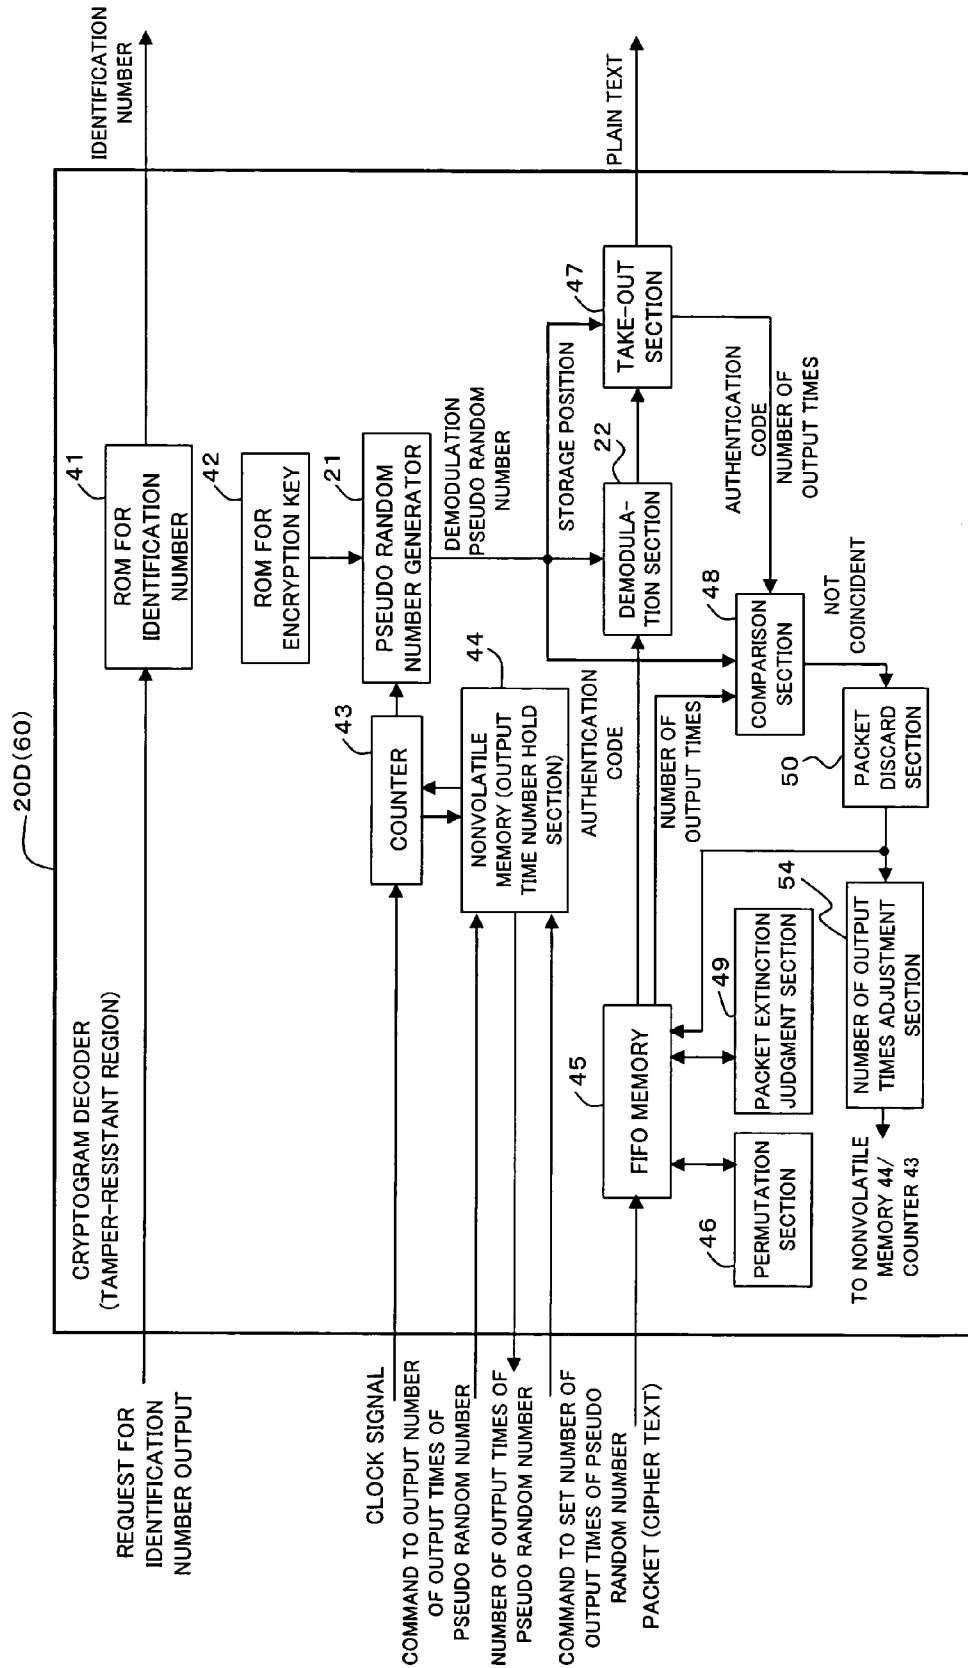 20D(60)
CRYPTOGRAM DECODER
(TAMPER-RESISTANT REGION)
REQUEST FOR
IDENTIFICATION
NUMBER OUTPUT
41
ROM FOR
IDENTIFICATION
NUMBER
IDENTIFICATION
NUMBER
42
ROM FOR
ENCRYPTION KEY
CLOCK SIGNAL
43
COUNTER
21
PSEUDO RANDOM
NUMBER GENERATOR
DEMODULATION
PSEUDO RANDOM
NUMBER
COMMAND TO OUTPUT NUMBER
OF OUTPUT TIMES OF
PSEUDO RANDOM NUMBER
NUMBER OF OUTPUT TIMES OF
PSEUDO RANDOM NUMBER
COMMAND TO SET NUMBER OF
OUTPUT TIMES OF PSEUDO
RANDOM NUMBER
44
NONVOLATILE
MEMORY (OUTPUT
TIME NUMBER HOLD
SECTION)
STORAGE POSITION
AUTHENTICATION
CODE
PACKET (CIPHER TEXT)
45
FIFO MEMORY
22
DEMODULA-
TION SECTION
47
TAKE-OUT
SECTION
PLAIN TEXT
NUMBER OF
OUTPUT TIMES
AUTHENTICATION
CODE
NUMBER OF
OUTPUT TIMES
46
PERMUTATION
SECTION
49
PACKET EXTINCTION
JUDGMENT SECTION
48
COMPARISON
SECTION
NOT
COINCIDENT
50
PACKET
DISCARD
SECTION
54
NUMBER OF OUTPUT
TIMES ADJUSTMENT
SECTION
TO NONVOLATILE
MEMORY 44/
COUNTER 43